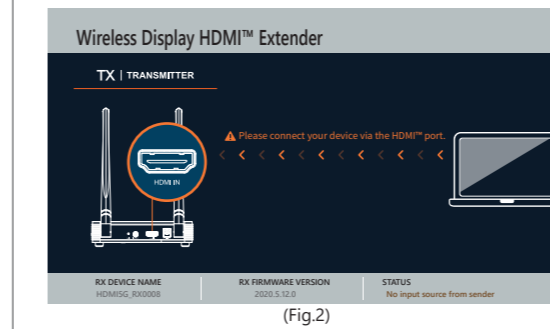 Wireless Display HDMI™ Extender
TX | TRANSMITTER
Please connect your device via the HDMI™ port.
HDMI IN
RX DEVICE NAME
HDMISG_RX0008
RX FIRMWARE VERSION
2020.5.12.0
STATUS
No input source from sender
(Fig.2)